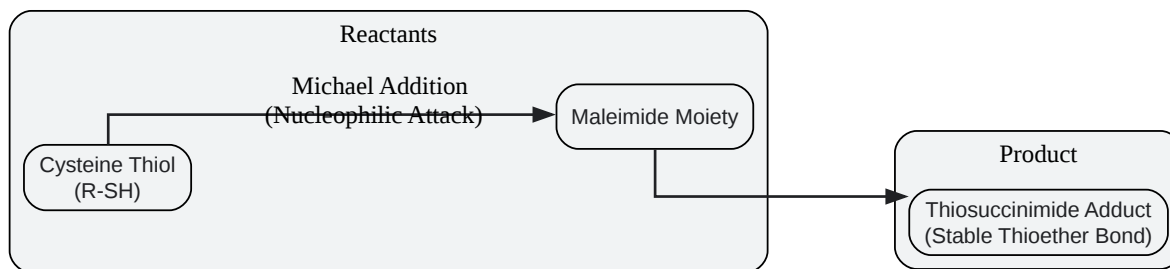 Reactants
Michael Addition
(Nucleophilic Attack)
Maleimide Moiety
Cysteine Thiol
(R-SH)
Product
Thiosuccinimide Adduct
(Stable Thioether Bond)